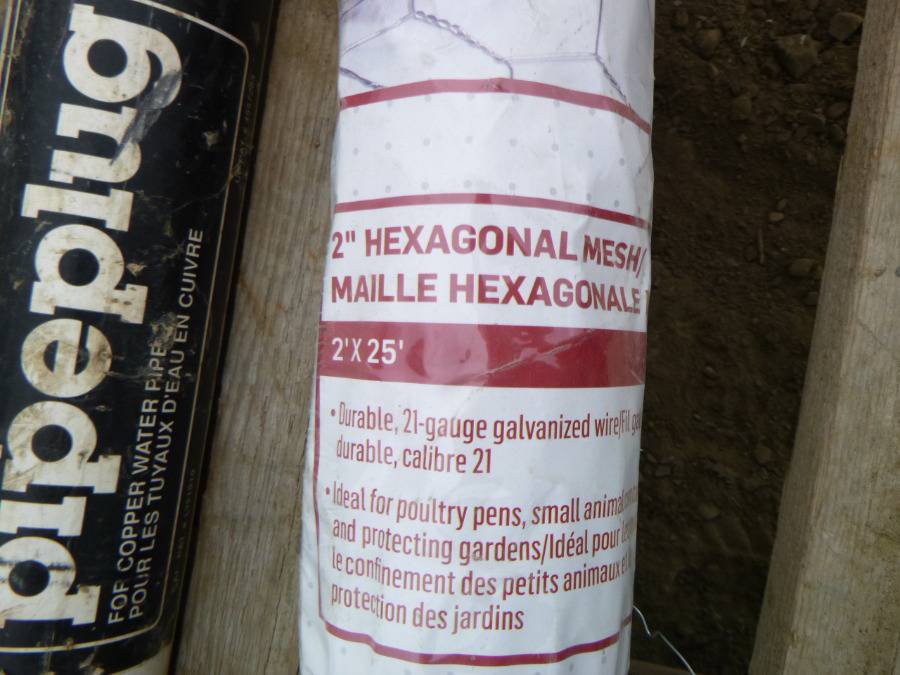 pipeplug
FOR COPPER WATER PIPE
POUR LES TUYAUX D'EAU EN CUIVRE
2" HEXAGONAL MESH/
MAILLE HEXAGONALE
2' X 25'
• Durable, 21-gauge galvanized wire/Fil
durable, calibre 21
• Ideal for poultry pens, small animal
and protecting gardens/Idéal pour
le confinement des petits animaux et
protection des jardins